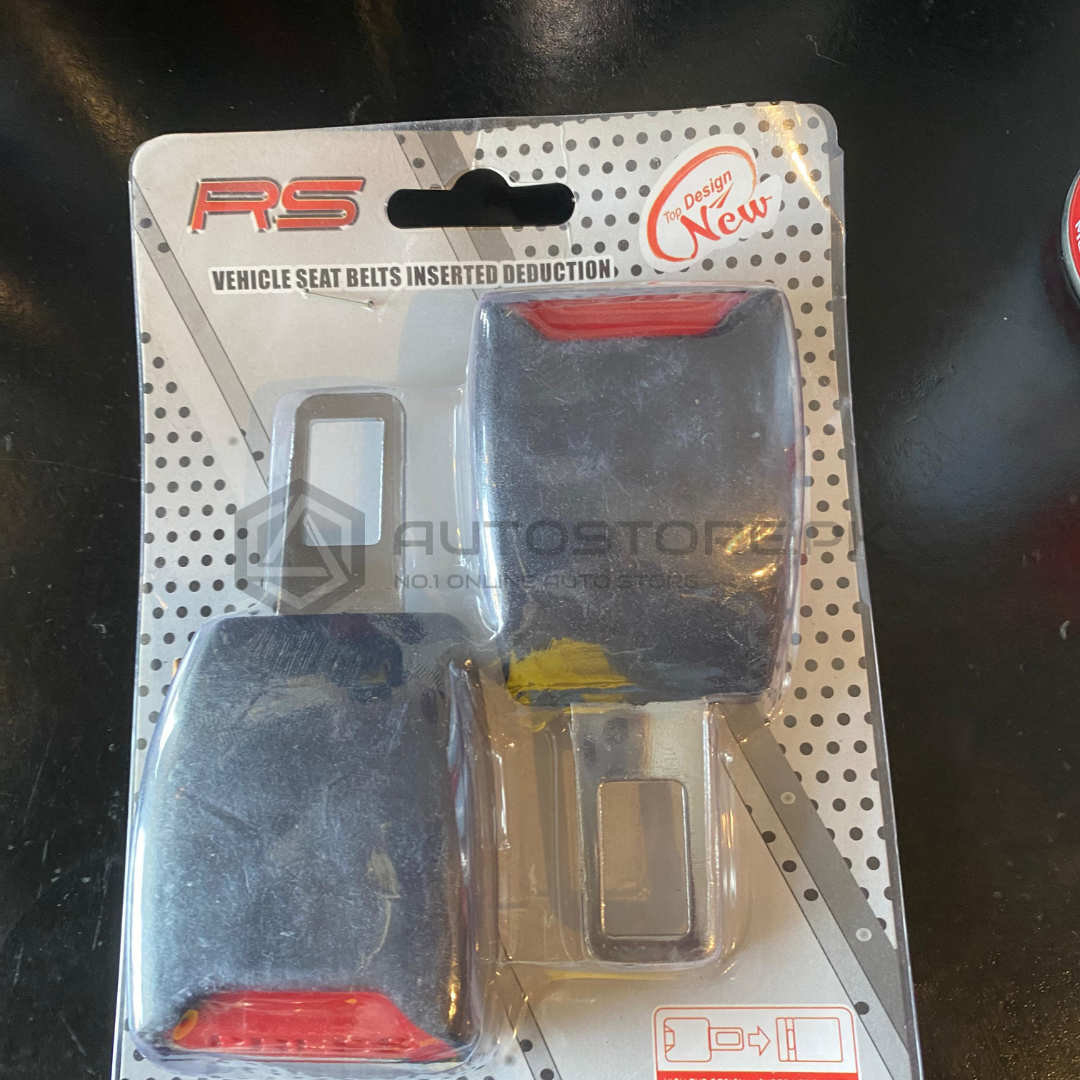 RS
Top Design
New
VEHICLE SEAT BELTS INSERTED DEDUCTION
AUTOSTORE.PK
NO.1 ONLINE AUTO STORE